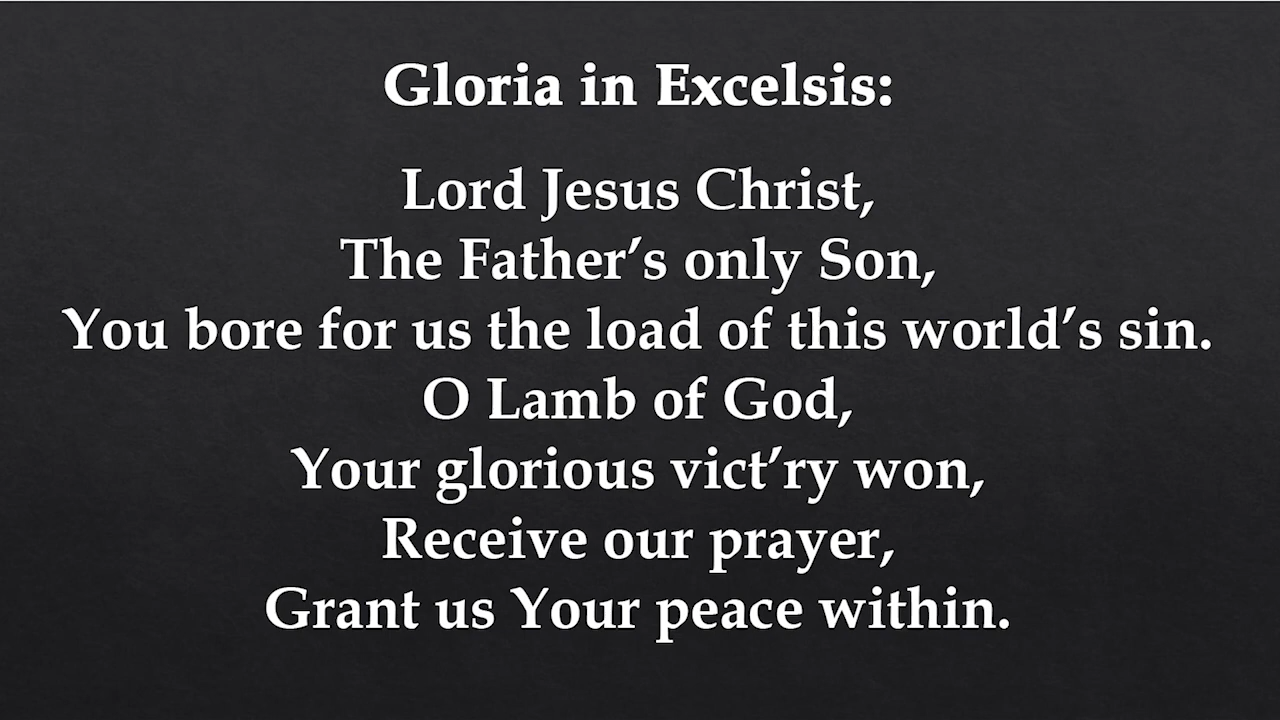 Gloria in Excelsis:
Lord Jesus Christ,
The Father’s only Son,
You bore for us the load of this world’s sin.
O Lamb of God,
Your glorious vict’ry won,
Receive our prayer,
Grant us Your peace within.